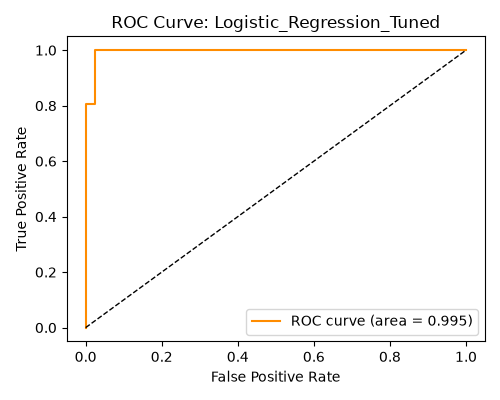 ROC Curve: Logistic_Regression_Tuned
True Positive Rate
1.0
0.8
0.6
0.4
0.2
0.0
ROC curve (area = 0.995)
0.0 0.2 0.4 0.6 0.8 1.0
False Positive Rate